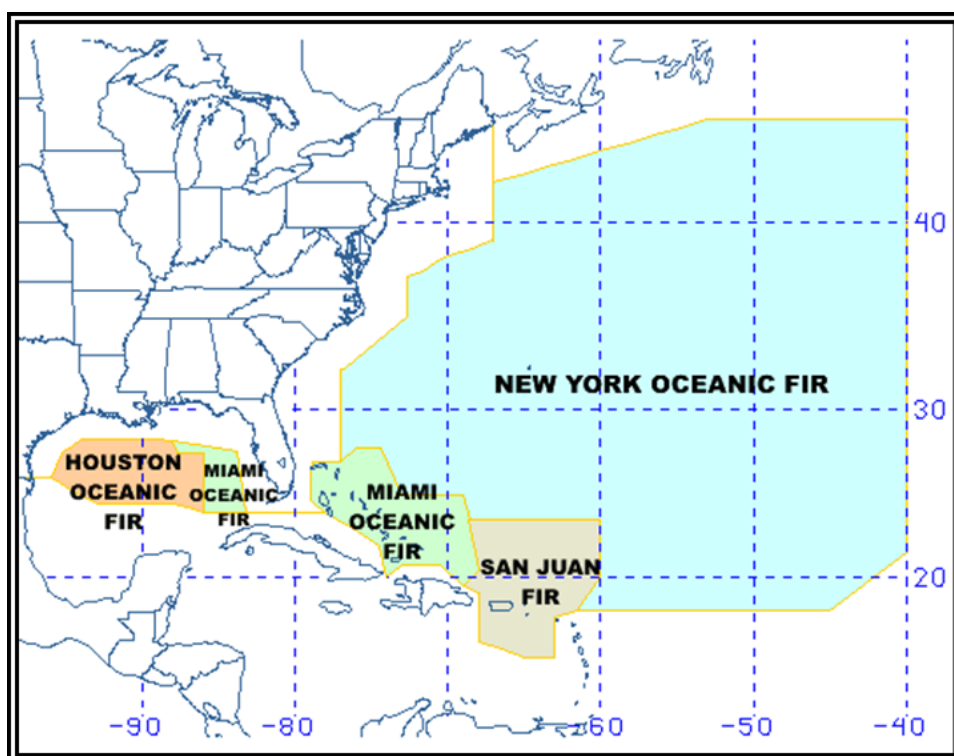 40
NEW YORK OCEANIC FIR
30
HOUSTON
OCEANIC
FIR
MIAMI
OCEANIC
FIR
MIAMI
OCEANIC
FIR
SAN JUAN
FIR
20
-90
-80
-60
-50
-40